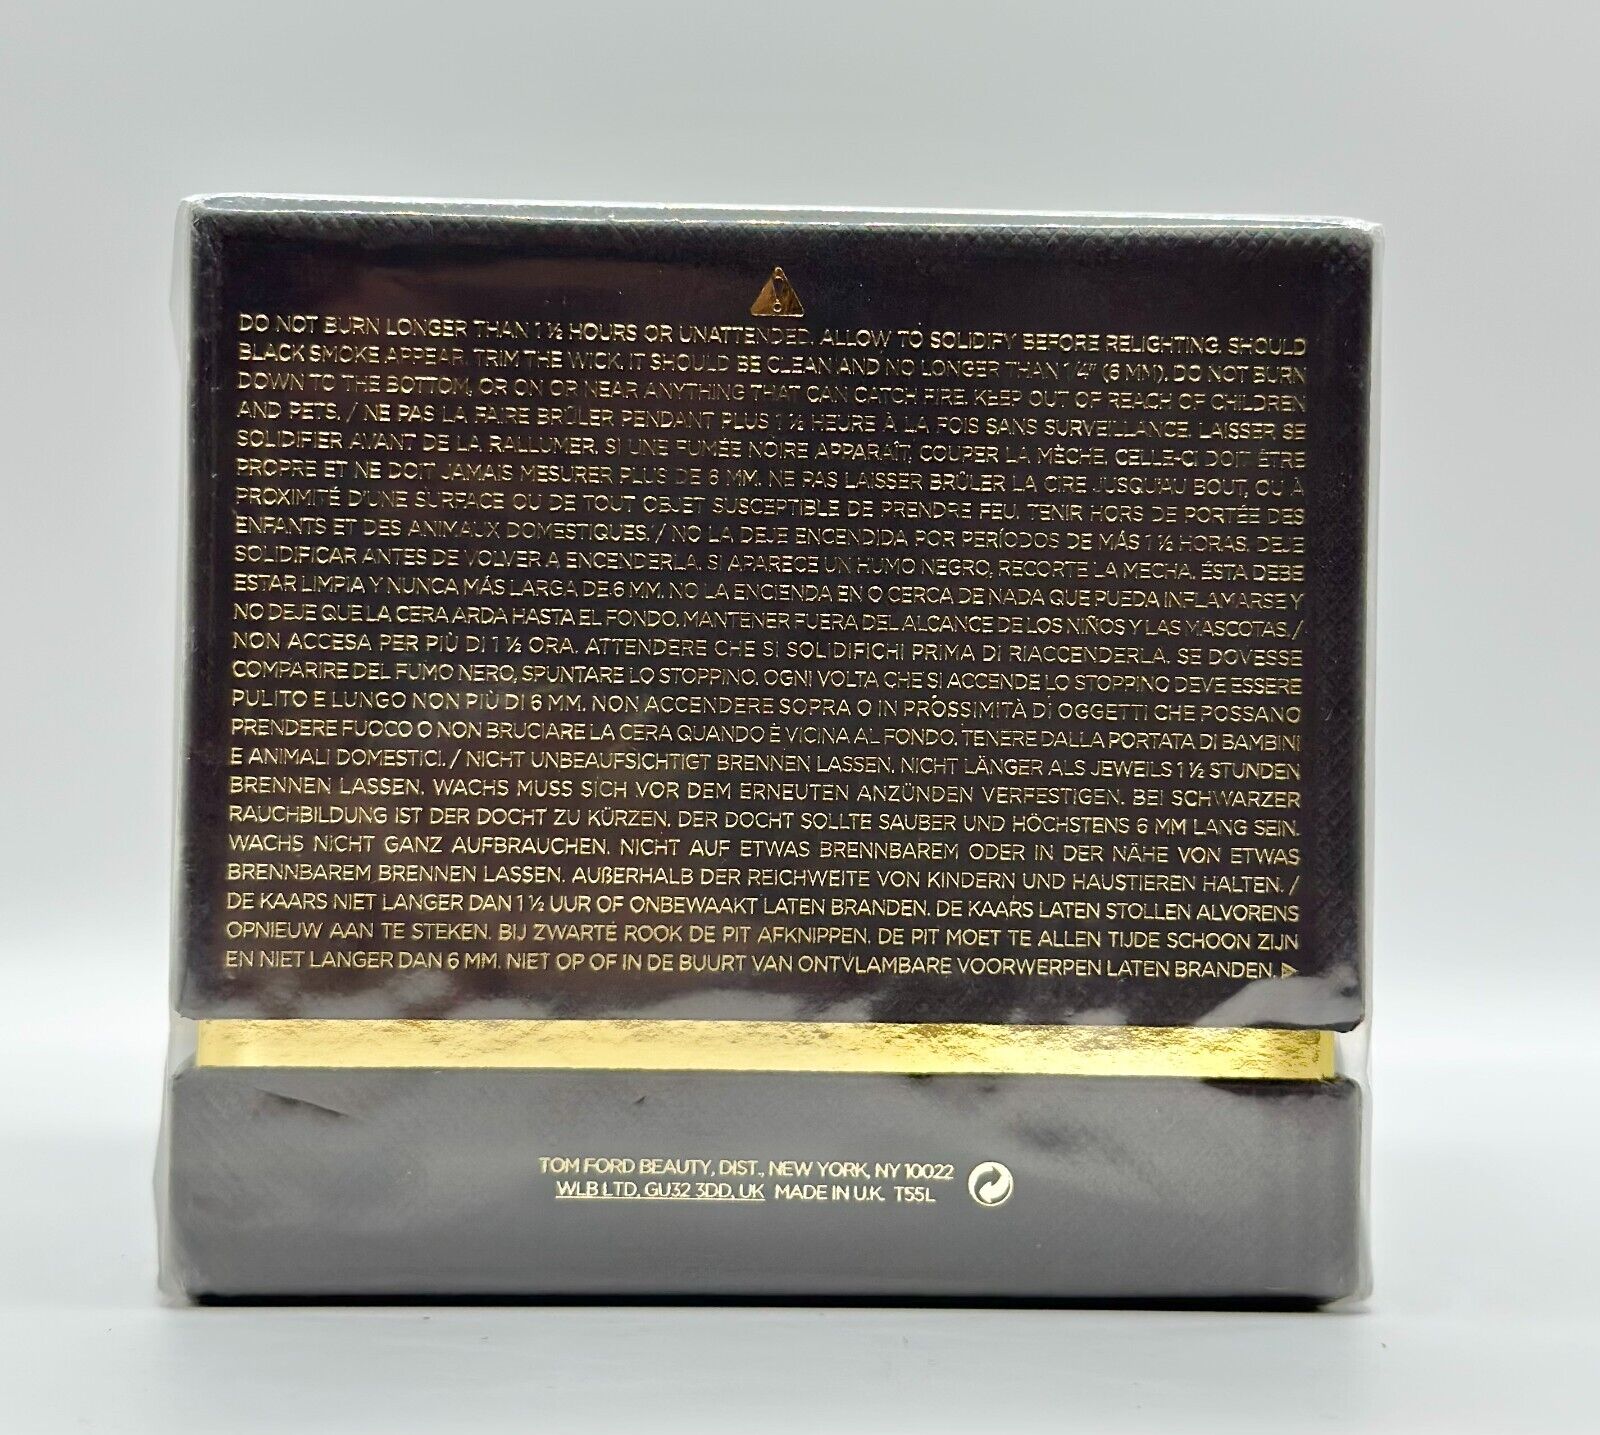 DO NOT BURN LONGER THAN 1 ½ HOURS OR UNATTENDED. ALLOW TO SOLIDIFY BEFORE RELIGHTING. SHOULD
BLACK SMOKE APPEAR, TRIM THE WICK. IT SHOULD BE CLEAN AND NO LONGER THAN 1/4" (6 MM). DO NOT BURN
DOWN TO THE BOTTOM, OR ON OR NEAR ANYTHING THAT CAN CATCH FIRE. KEEP OUT OF REACH OF CHILDREN
AND PETS. / NE PAS LA FAIRE BRÛLER PENDANT PLUS 1 ½ HEURE À LA FOIS SANS SURVEILLANCE. LAISSER SE
SOLIDIFIER AVANT DE LA RALLUMER. SI UNE FUMÉE NOIRE APPARAÎT, COUPER LA MÈCHE. CELLE-CI DOIT ÊTRE
PROPRE ET NE DOIT JAMAIS MESURER PLUS DE 6 MM. NE PAS LAISSER BRÛLER LA CIRE JUSQU'AU BOUT, OU À
PROXIMITÉ D'UNE SURFACE OU DE TOUT OBJET SUSCEPTIBLE DE PRENDRE FEU. TENIR HORS DE PORTÉE DES
ENFANTS ET DES ANIMAUX DOMESTIQUES. / NO LA DEJE ENCENDIDA POR PERÍODOS DE MÁS 1 ½ HORAS. DEJE
SOLIDIFICAR ANTES DE VOLVER A ENCENDERLA. SI APARECE UN HUMO NEGRO, RECORTE LA MECHA. ÉSTA DEBE
ESTAR LIMPIA Y NUNCA MÁS LARGA DE 6 MM. NO LA ENCIENDA EN O CERCA DE NADA QUE PUEDA INFLAMARSE Y
NO DEJE QUE LA CERA ARDA HASTA EL FONDO. MANTENER FUERA DEL ALCANCE DE LOS NIÑOS Y LAS MASCOTAS. /
NON ACCESA PER PIÙ DI 1 ½ ORA. ATTENDERE CHE SI SOLIDIFICHI PRIMA DI RIACCENDERLA. SE DOVESSE
COMPARIRE DEL FUMO NERO, SPUNTARE LO STOPPINO. OGNI VOLTA CHE SI ACCENDE LO STOPPINO DEVE ESSERE
PULITO E LUNGO NON PIÙ DI 6 MM. NON ACCENDERE SOPRA O IN PROSSIMITÀ DI OGGETTI CHE POSSANO
PRENDERE FUOCO O NON BRUCIARE LA CERA QUANDO È VICINA AL FONDO. TENERE DALLA PORTATA DI BAMBINI
E ANIMALI DOMESTICI. / NICHT UNBEAUFSICHTIGT BRENNEN LASSEN. NICHT LÄNGER ALS JEWEILS 1 ½ STUNDEN
BRENNEN LASSEN. WACHS MUSS SICH VOR DEM ERNEUTEN ANZÜNDEN VERFESTIGEN. BEI SCHWARZER
RAUCHBILDUNG IST DER DOCHT ZU KÜRZEN. DER DOCHT SOLLTE SAUBER UND HÖCHSTENS 6 MM LANG SEIN.
WACHS NICHT GANZ AUFBRAUCHEN. NICHT AUF ETWAS BRENNBAREM ODER IN DER NÄHE VON ETWAS
BRENNBAREM BRENNEN LASSEN. AUßERHALB DER REICHWEITE VON KINDERN UND HAUSTIEREN HALTEN. /
DE KAARS NIET LANGER DAN 1 ½ UUR OF ONBEWAAKT LATEN BRANDEN. DE KAARS LATEN STOLLEN ALVORENS
OPNIEUW AAN TE STEKEN. BIJ ZWARTE ROOK DE PIT AFKNIPPEN. DE PIT MOET TE ALLEN TIJDE SCHOON ZIJN
EN NIET LANGER DAN 6 MM. NIET OP OF IN DE BUURT VAN ONTVLAMBARE VOORWERPEN LATEN BRANDEN.
TOM FORD BEAUTY, DIST., NEW YORK, NY 10022
WLB LTD, GU32 3DD, UK MADE IN U.K. T55L